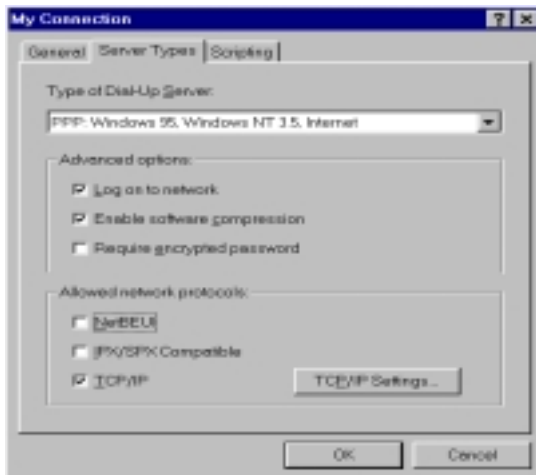 My Connection
General Server Types Scripting
Type of Dial-Up Server:
PPP: Windows 95, Windows NT 3.5, Internet
Advanced options:
Log on to network
Enable software compression
Require encrypted password
Allowed network protocols:
NetBEUI
IPX/SPX Compatible
TCP/IP TCP/IP Settings...
OK Cancel